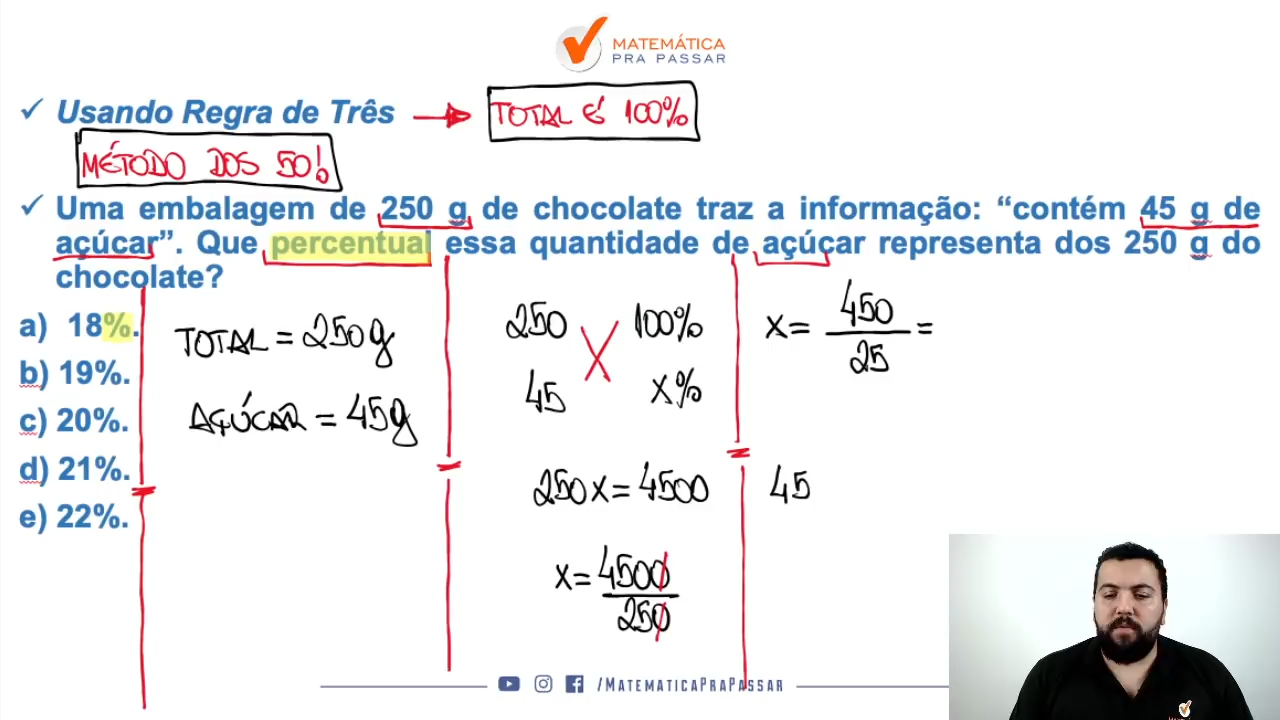 MATEMÁTICA
PRA PASSAR
✓ Usando Regra de Três → TOTAL É 100%
MÉTODO DOS 50!
✓ Uma embalagem de 250 g de chocolate traz a informação: “contém 45 g de
açúcar”. Que percentual essa quantidade de açúcar representa dos 250 g do
chocolate?
a) 18%.
b) 19%.
c) 20%.
d) 21%.
e) 22%.
TOTAL = 250g
AÇÚCAR = 45g
250 100%
45 x%
250x = 4500
x = 4500
250
x = 450 =
25
45
/MatematicaPraPassar